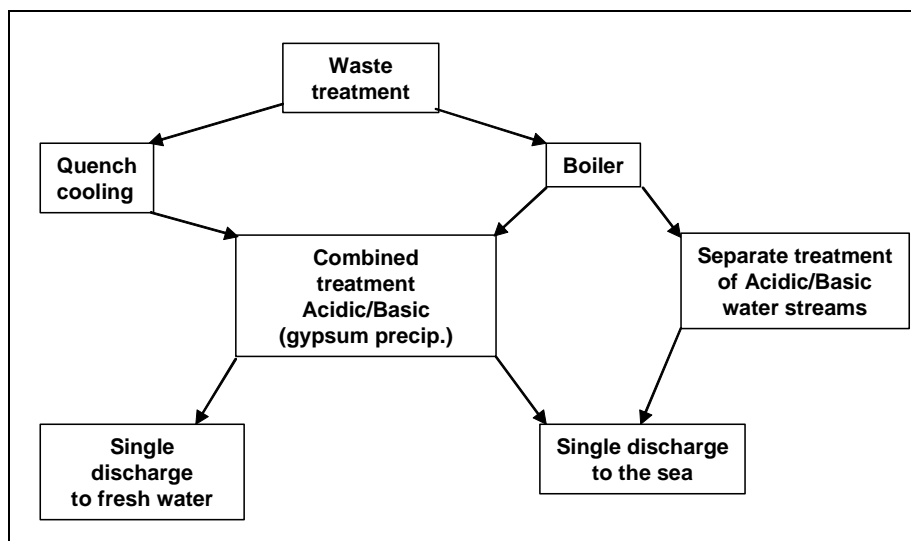 Waste
treatment
Quench
cooling
Boiler
Combined
treatment
Acidic/Basic
(gypsum precip.)
Separate treatment
of Acidic/Basic
water streams
Single
discharge
to fresh water
Single discharge
to the sea